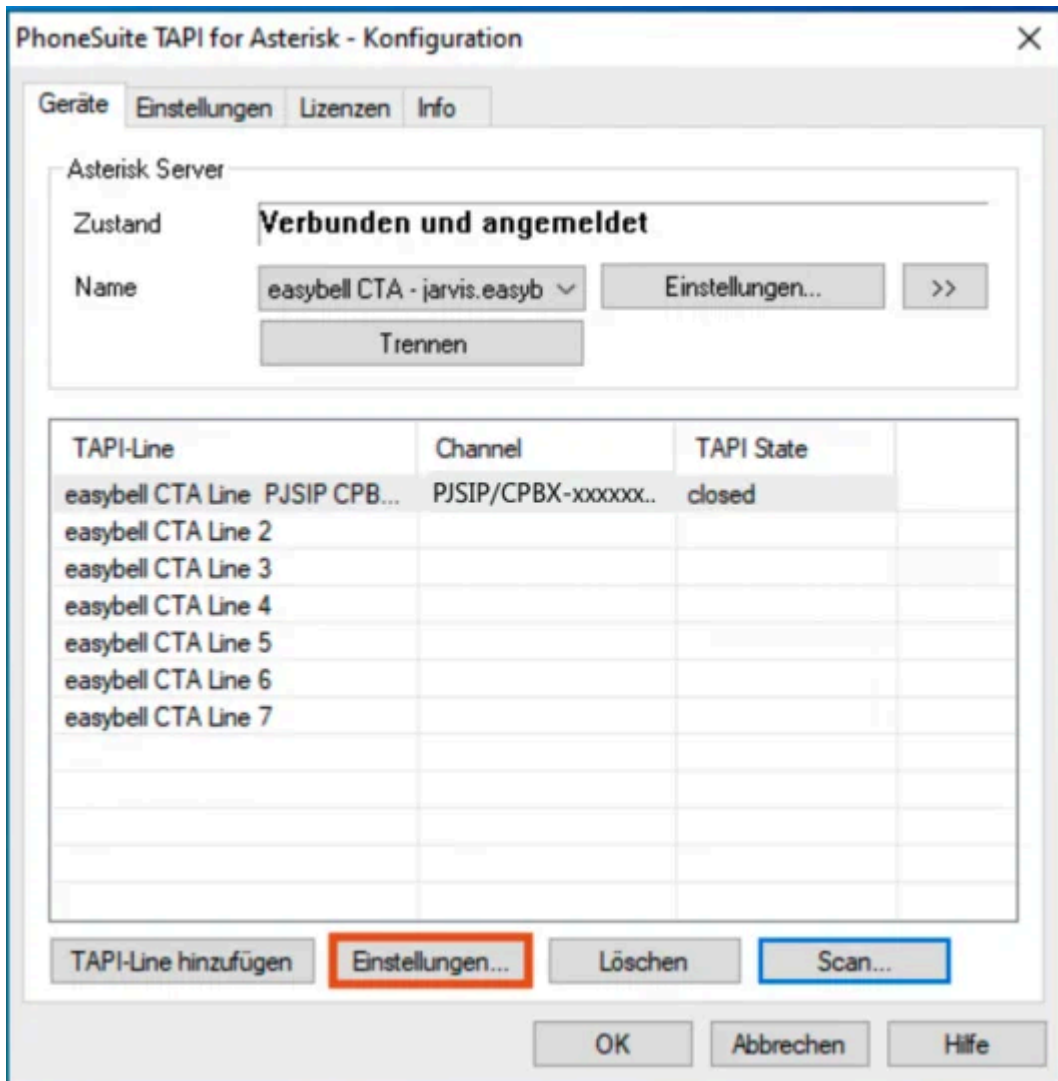 PhoneSuite TAPI for Asterisk - Konfiguration
Geräte Einstellungen Lizenzen Info
Asterisk Server
Zustand Verbunden und angemeldet
Name easybell CTA - jarvis.easyb Einstellungen... >>
Trennen
TAPI-Line Channel TAPI State
easybell CTA Line PJSIP CPB... PJSIP/CPBX-xxxxxx.. closed
easybell CTA Line 2
easybell CTA Line 3
easybell CTA Line 4
easybell CTA Line 5
easybell CTA Line 6
easybell CTA Line 7
TAPI-Line hinzufügen Einstellungen... Löschen Scan...
OK Abbrechen Hilfe